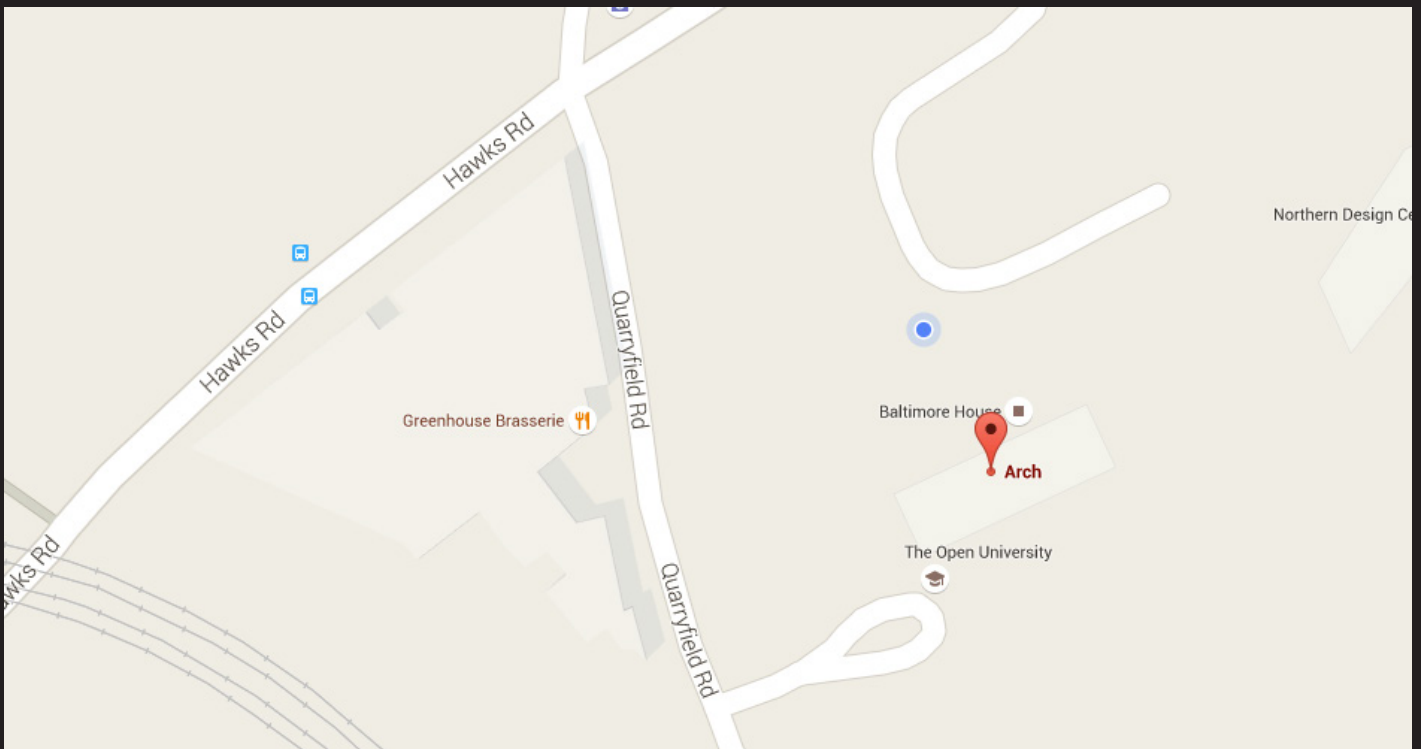 Hawks Rd
Northern Design Ce
Quarryfield Rd
Hawks Rd
Baltimore House
Greenhouse Brasserie
Arch
The Open University
awks Rd
Quarryfield Rd